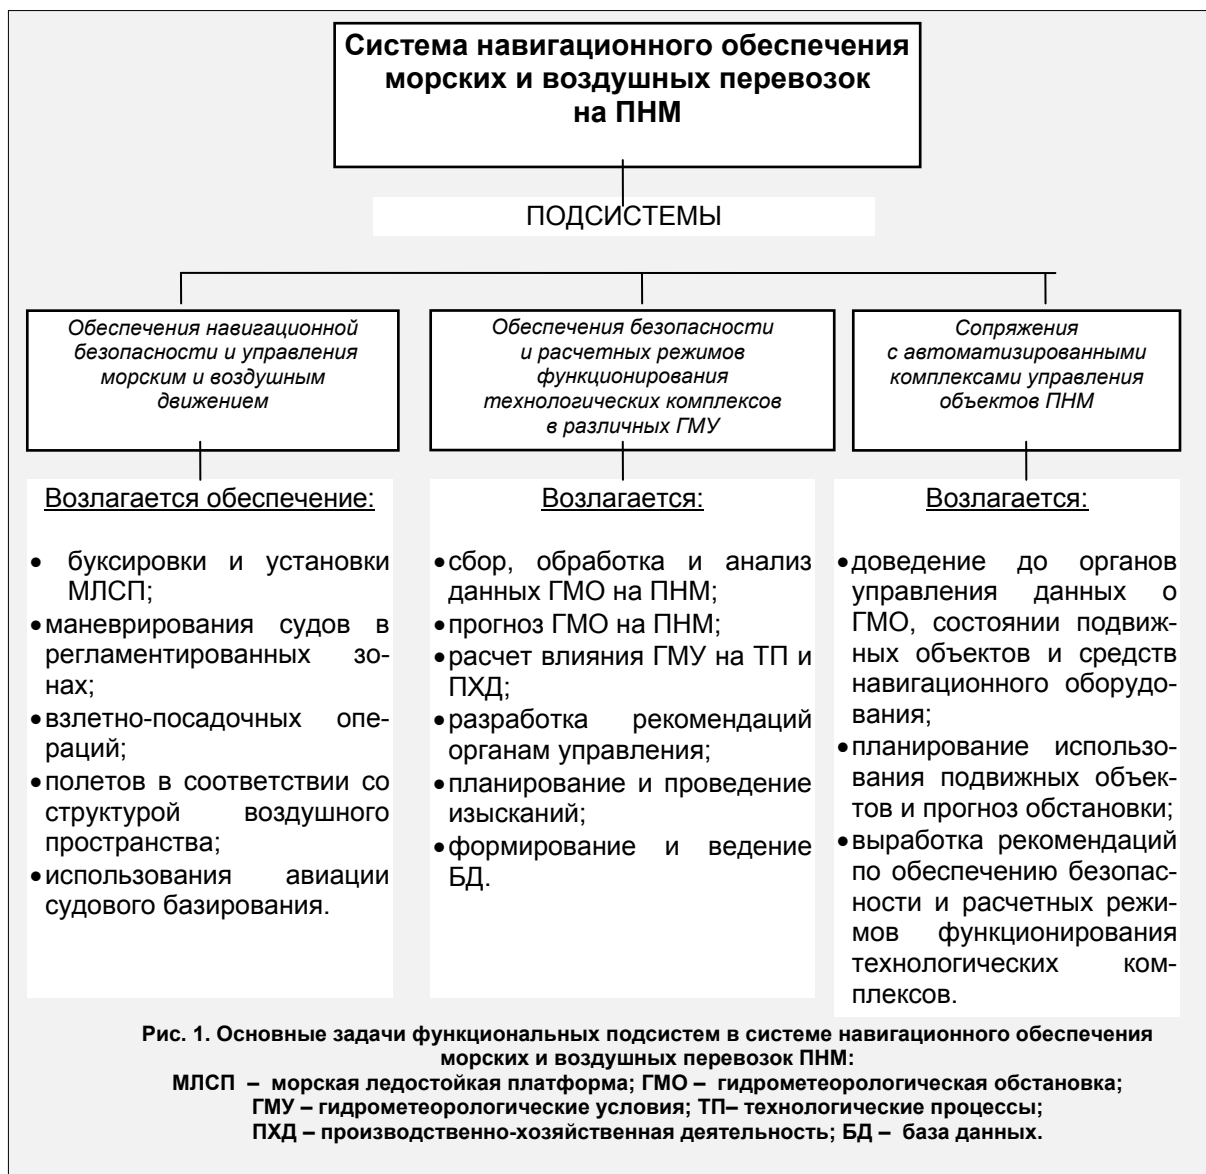 Система навигационного обеспечения
морских и воздушных перевозок
на ПНМ
ПОДСИСТЕМЫ
Обеспечения навигационной
безопасности и управления
морским и воздушным
движением
Обеспечения безопасности
и расчетных режимов
функционирования
технологических комплексов
в различных ГМУ
Сопряжения
с автоматизированными
комплексами управления
объектов ПНМ
Возлагается обеспечение:
• буксировки и установки
МЛСП;
• маневрирования судов в
регламентированных зо-
нах;
• взлетно-посадочных опе-
раций;
• полетов в соответствии со
структурой воздушного
пространства;
• использования авиации
судового базирования.
Возлагается:
• сбор, обработка и анализ
данных ГМО на ПНМ;
• прогноз ГМО на ПНМ;
• расчет влияния ГМУ на ТП и
ПХД;
• разработка рекомендаций
органам управления;
• планирование и проведение
изысканий;
• формирование и ведение
БД.
Возлагается:
• доведение до органов
управления данных о
ГМО, состоянии подвиж-
ных объектов и средств
навигационного оборудо-
вания;
• планирование использо-
вания подвижных объек-
тов и прогноз обстановки;
• выработка рекомендаций
по обеспечению безопас-
ности и расчетных режи-
мов функционирования
технологических ком-
плексов.
Рис. 1. Основные задачи функциональных подсистем в системе навигационного обеспечения
морских и воздушных перевозок ПНМ:
МЛСП – морская ледостойкая платформа; ГМО – гидрометеорологическая обстановка;
ГМУ – гидрометеорологические условия; ТП– технологические процессы;
ПХД – производственно-хозяйственная деятельность; БД – база данных.